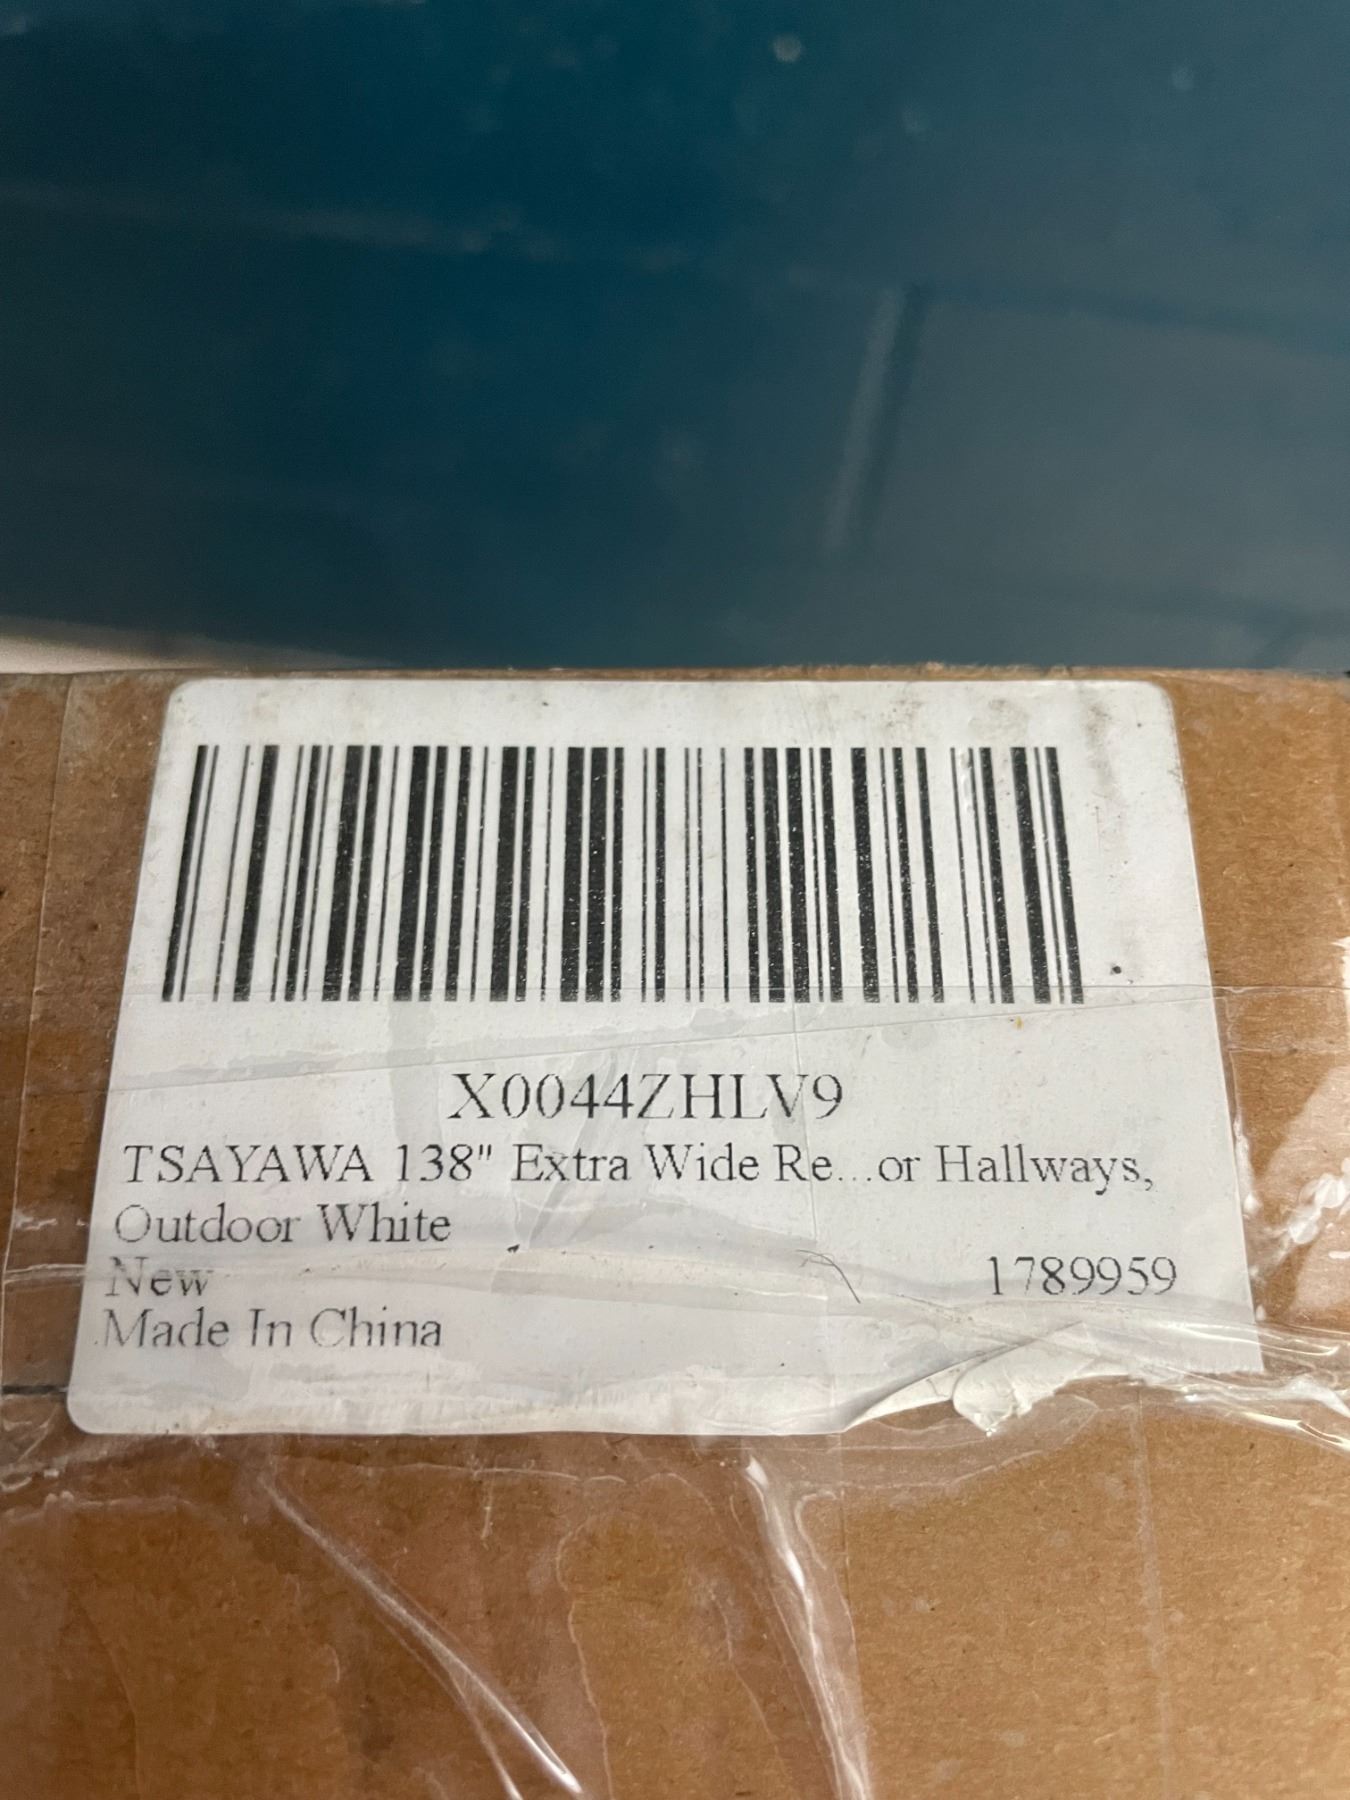 X0044ZHLV9
TSAYAWA 138" Extra Wide Re...or Hallways,
Outdoor White
New 1789959
Made In China